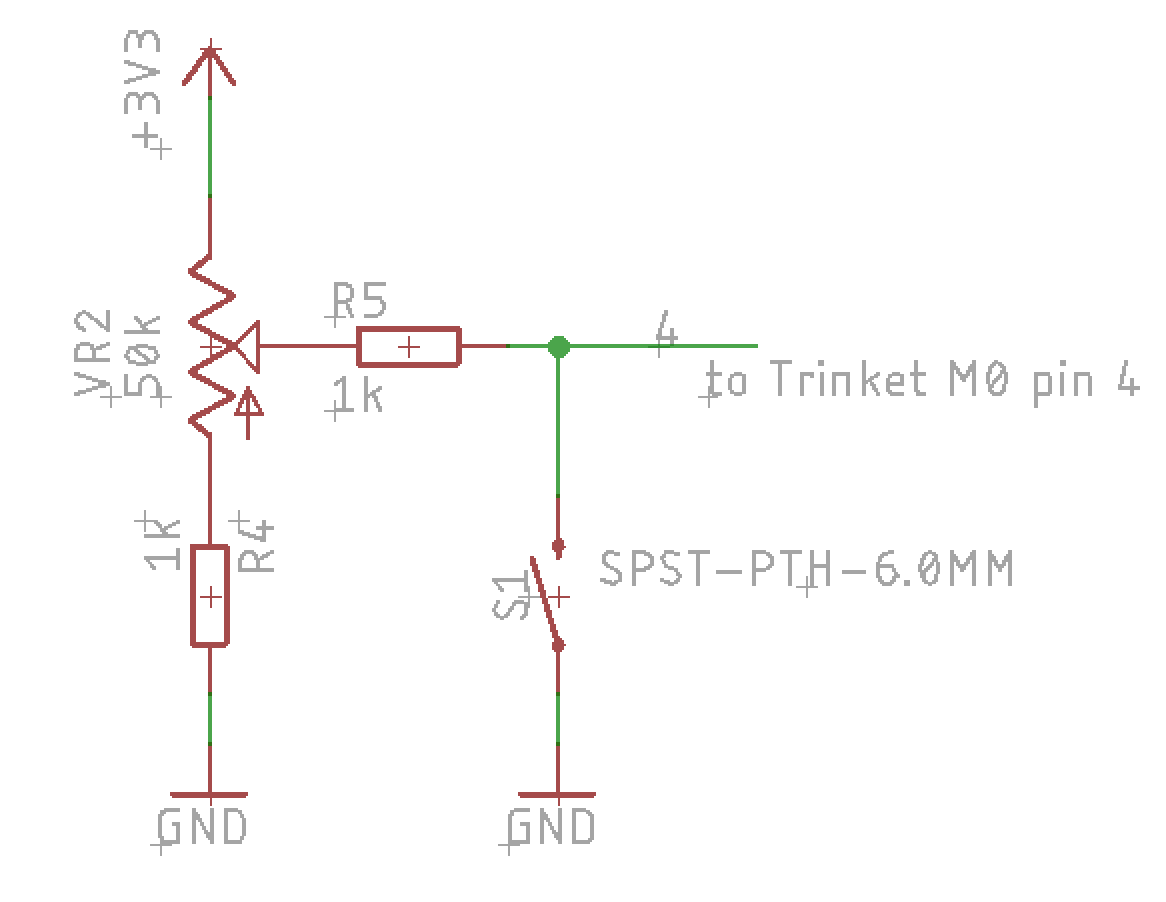 +3V3
R5
4
VR2
50k
1k
to Trinket M0 pin 4
1k
R4
S1
SPST-PTH-6.0MM
GND
GND